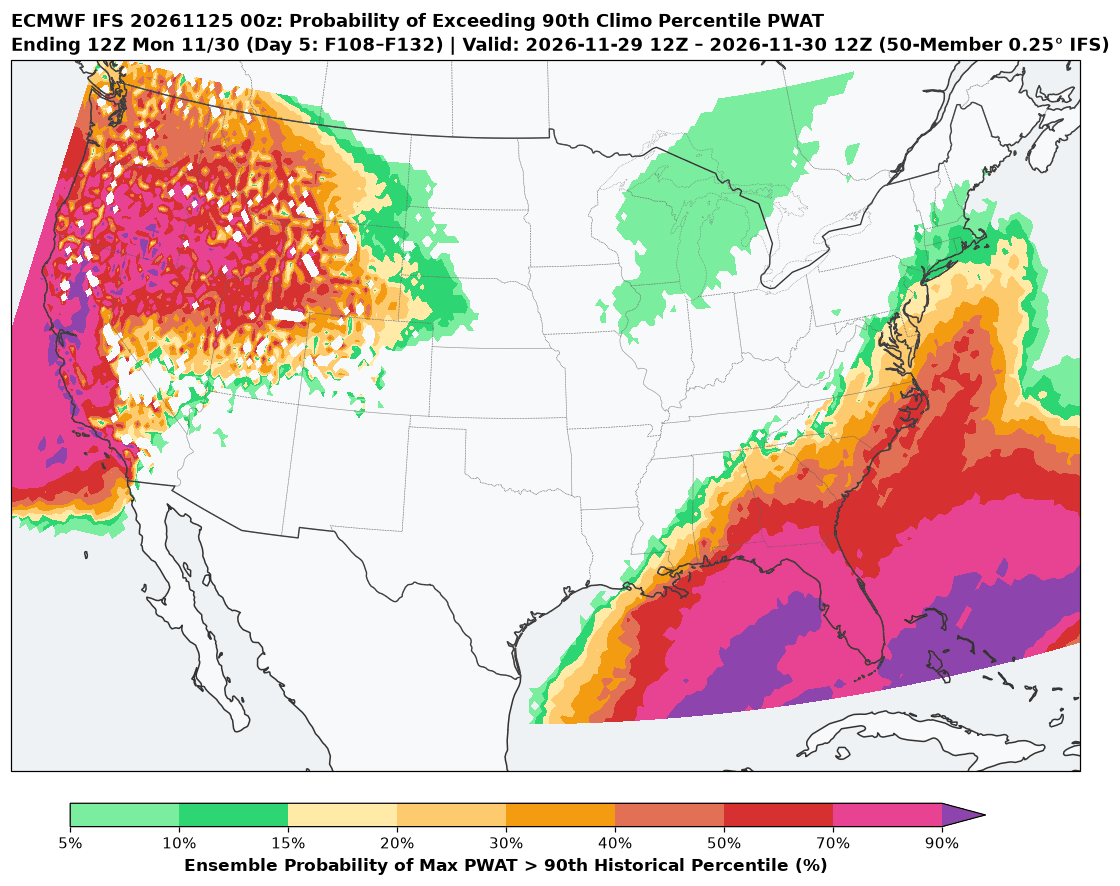 ECMWF IFS 20261125 00z: Probability of Exceeding 90th Climo Percentile PWAT
Ending 12Z Mon 11/30 (Day 5: F108–F132) | Valid: 2026-11-29 12Z – 2026-11-30 12Z (50-Member 0.25° IFS)
5% 10% 15% 20% 30% 40% 50% 70% 90%
Ensemble Probability of Max PWAT > 90th Historical Percentile (%)